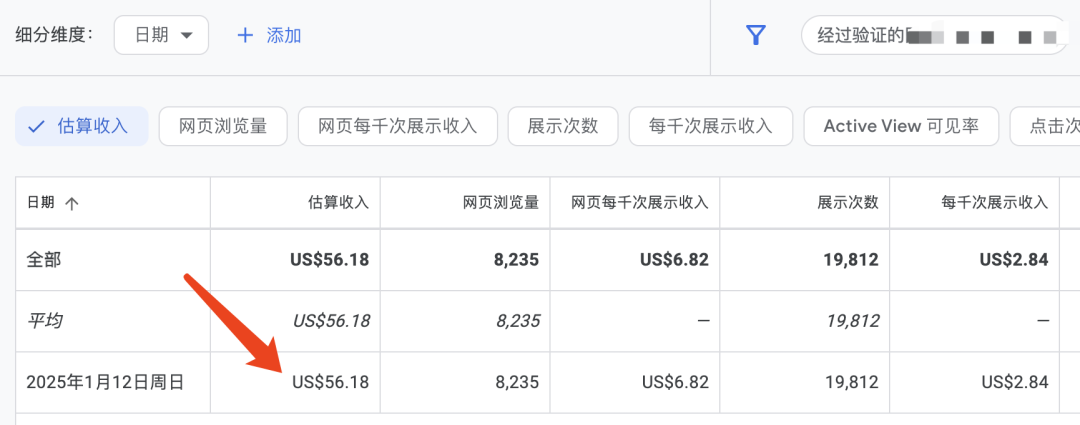 细分维度： 日期 添加 经过验证的
估算收入 网页浏览量 网页每千次展示收入 展示次数 每千次展示收入 Active View 可见率 点击次
日期 估算收入 网页浏览量 网页每千次展示收入 展示次数 每千次展示收入
全部 US$56.18 8,235 US$6.82 19,812 US$2.84
平均 US$56.18 8,235 — 19,812 —
2025年1月12日周日 US$56.18 8,235 US$6.82 19,812 US$2.84